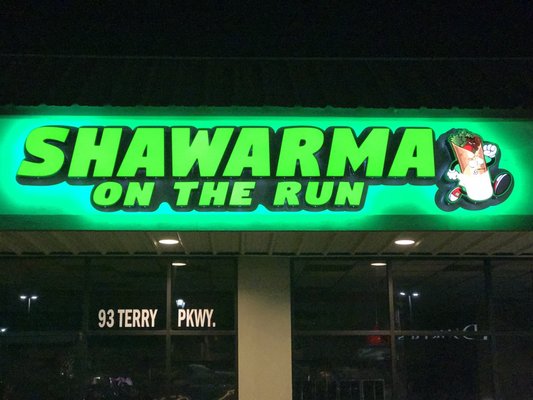 SHAWARMA
ON THE RUN
93 TERRY PKWY.